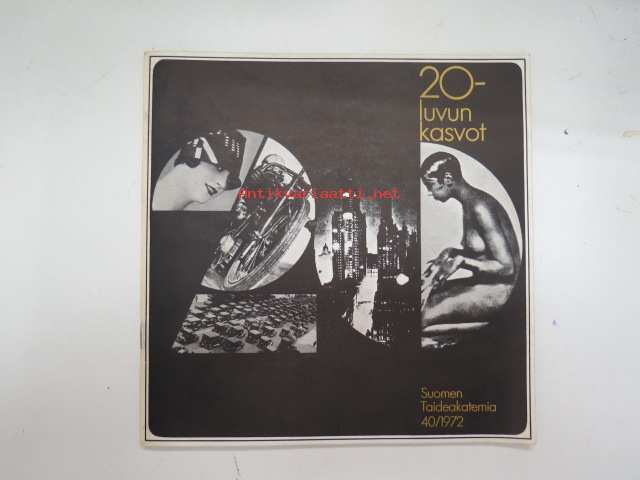 20-
luvun
kasvot
Antikvariaatti.net
Suomen
Taideakatemia
40/1972